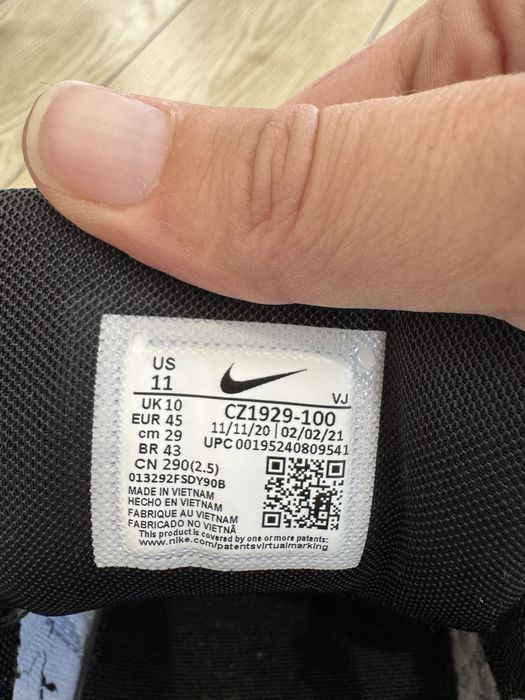 US
11
VJ
UK 10
EUR 45
cm 29
BR 43
CN 290(2.5)
CZ1929-100
11/11/20 | 02/02/21
UPC 00195240809541
013292FSDY90B
MADE IN VIETNAM
HECHO EN VIETNAM
FABRIQUE AU VIETNAM
FABRICADO NO VIETNÃ
This product is covered by one or more patents:
www.nike.com/patentsvirtualmarking